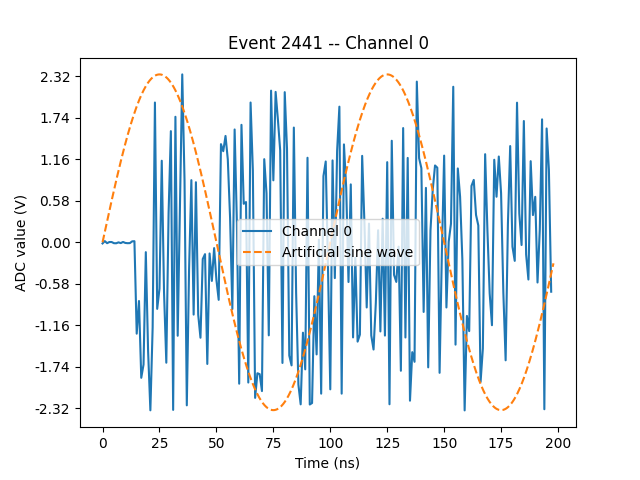 Event 2441 -- Channel 0
ADC value (V)
2.32
1.74
1.16
0.58
0.00
-0.58
-1.16
-1.74
-2.32
Channel 0
Artificial sine wave
0 25 50 75 100 125 150 175 200
Time (ns)